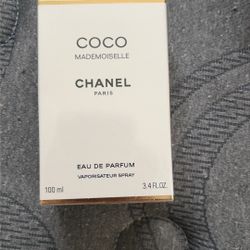 COCO
MADEMOISELLE
CHANEL
PARIS
EAU DE PARFUM
VAPORISATEUR SPRAY
100 ml 3.4 FL. OZ.